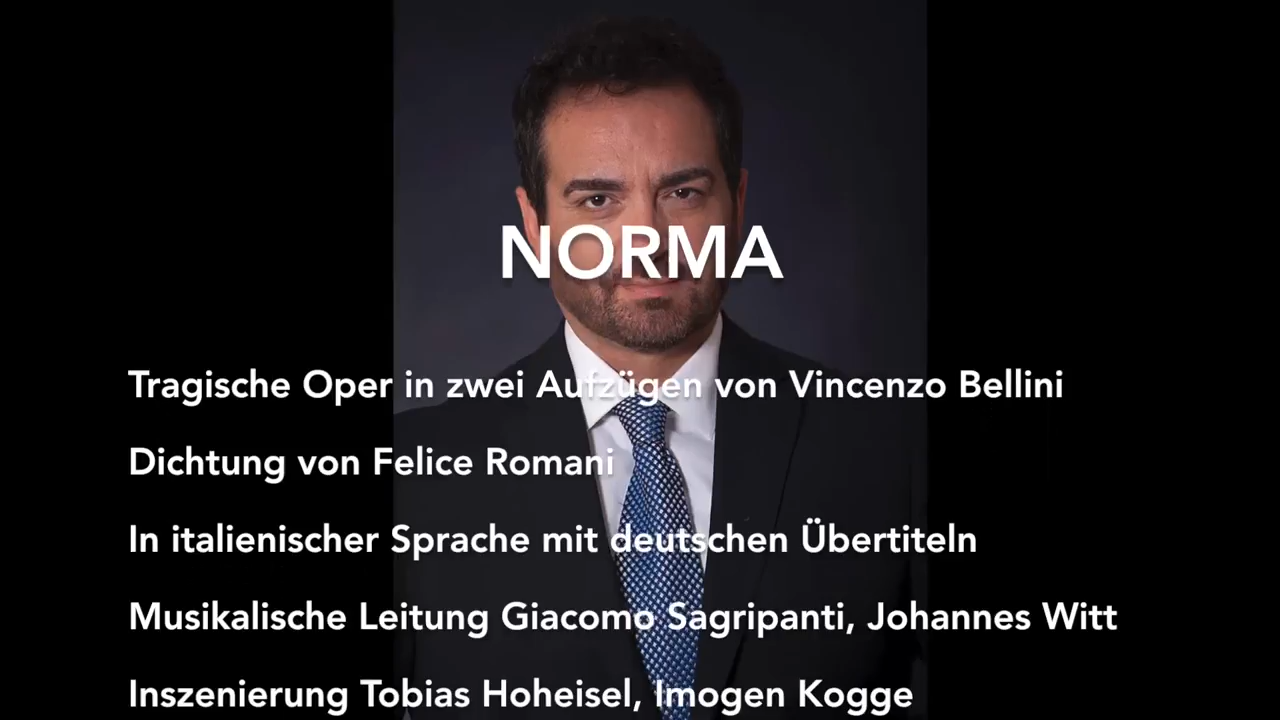 NORMA
Tragische Oper in zwei Aufzügen von Vincenzo Bellini
Dichtung von Felice Romani
In italienischer Sprache mit deutschen Übertiteln
Musikalische Leitung Giacomo Sagripanti, Johannes Witt
Inszenierung Tobias Hoheisel, Imogen Kogge